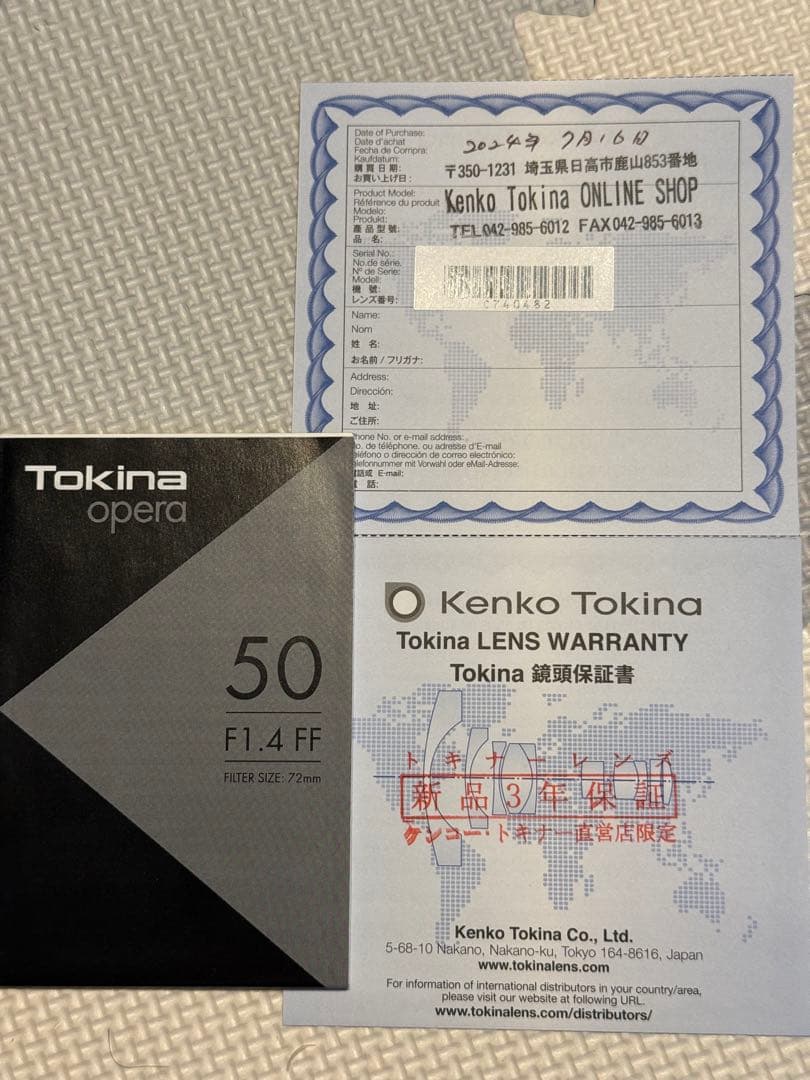 Date of Purchase:
Date d'achat
Fecha de Compra:
Kaufdatum:
購買日期:
お買い上げ日:
2024年 7月16日
〒350-1231 埼玉県日高市鹿山853番地
Kenko Tokina ONLINE SHOP
TEL042-985-6012 FAX042-985-6013
Product Model:
Référence du produit
Modelo:
Produkt:
產品型號:
品 名:
Serial No.:
No.de série.
Nº de Serie:
Modell:
機 號:
レンズ番号:
C740482
Name:
Nom
姓 名:
お名前 / フリガナ:
Address:
Dirección:
地 址:
ご住所:
Phone No. or e-mail address:
No. de téléphone. ou adresse d'E-mail
Teléfono o dirección de correo electrónico:
Telefonnummer mit Vorwahl oder eMail-Adresse:
電話或 E-mail:
電 話:
Tokina
opera
50
F1.4 FF
FILTER SIZE: 72mm
Kenko Tokina
Tokina LENS WARRANTY
Tokina 鏡頭保証書
トキナーレンズ
新品3年保証
ケンコー・トキナー直営店限定
Kenko Tokina Co., Ltd.
5-68-10 Nakano, Nakano-ku, Tokyo 164-8616, Japan
www.tokinalens.com
For information of international distributors in your country/area,
please visit our website at following URL.
www.tokinalens.com/distributors/